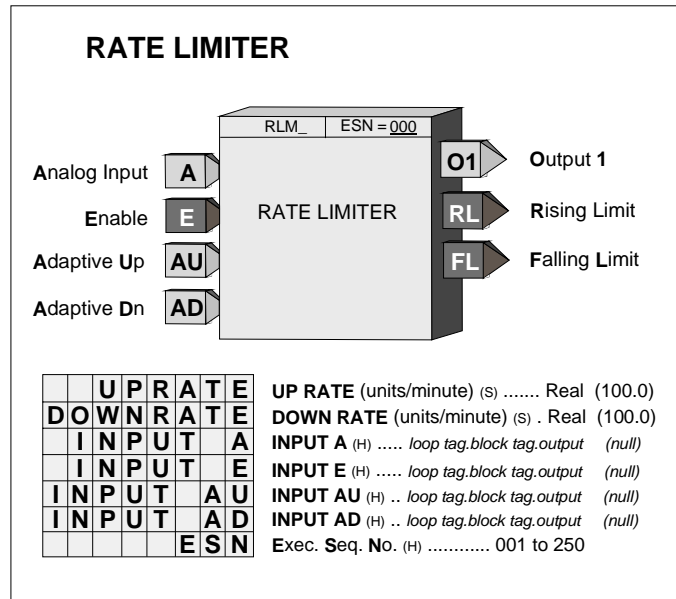 RATE LIMITER
RLM_ ESN = 000
Analog Input A O1 Output 1
Enable E RATE LIMITER RL Rising Limit
Adaptive Up AU FL Falling Limit
Adaptive Dn AD
UPRATE UP RATE (units/minute) (S) ....... Real (100.0)
DOWNRATE DOWN RATE (units/minute) (S) . Real (100.0)
INPUT A INPUT A (H) ..... loop tag.block tag.output (null)
INPUT E INPUT E (H) ..... loop tag.block tag.output (null)
INPUT AU INPUT AU (H) .. loop tag.block tag.output (null)
INPUT AD INPUT AD (H) .. loop tag.block tag.output (null)
ESN Exec. Seq. No. (H) ............ 001 to 250